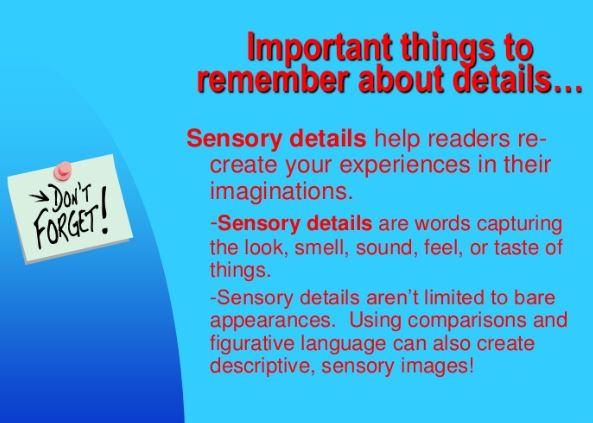 Important things to
remember about details…
Sensory details help readers re-
create your experiences in their
imaginations.
-Sensory details are words capturing
the look, smell, sound, feel, or taste of
things.
-Sensory details aren't limited to bare
appearances.  Using comparisons and
figurative language can also create
descriptive, sensory images!
DON'T
FORGET!